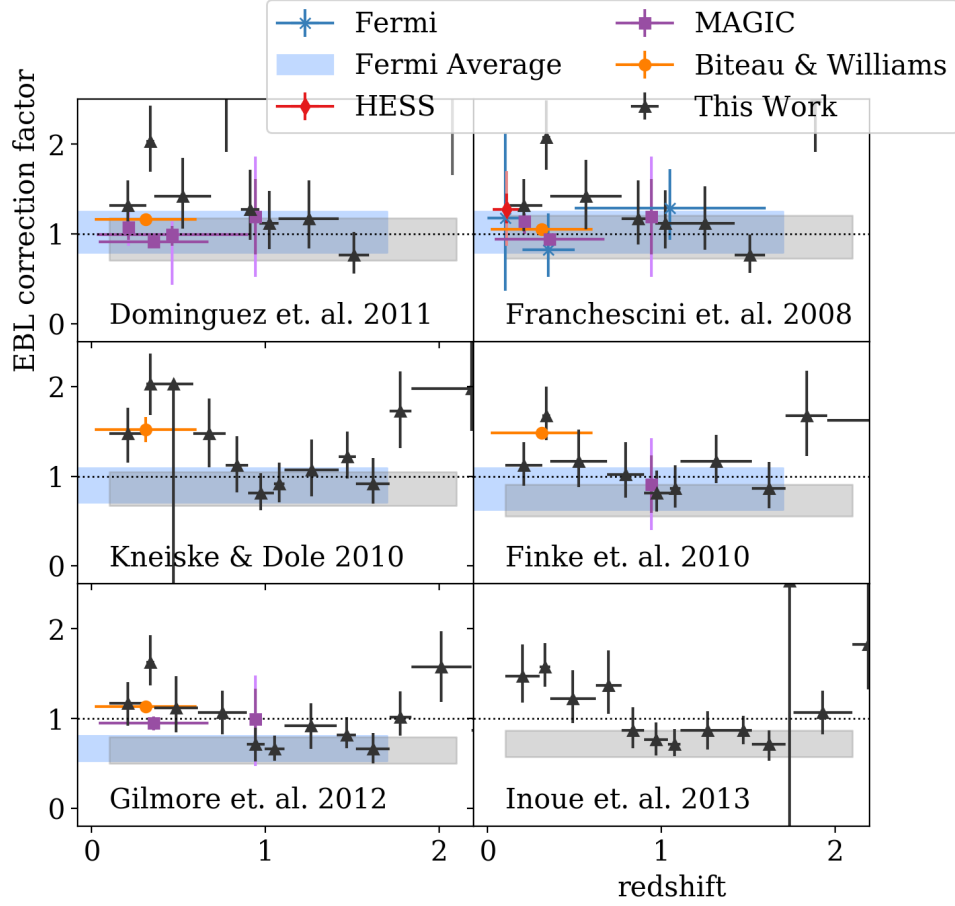 Fermi
MAGIC
Fermi Average
Biteau & Williams
HESS
This Work
EBL correction factor
2
1
0
Dominguez et. al. 2011
Franchescini et. al. 2008
2
1
0
Kneiske & Dole 2010
Finke et. al. 2010
2
1
0
Gilmore et. al. 2012
Inoue et. al. 2013
0
1
2
0
1
2
redshift